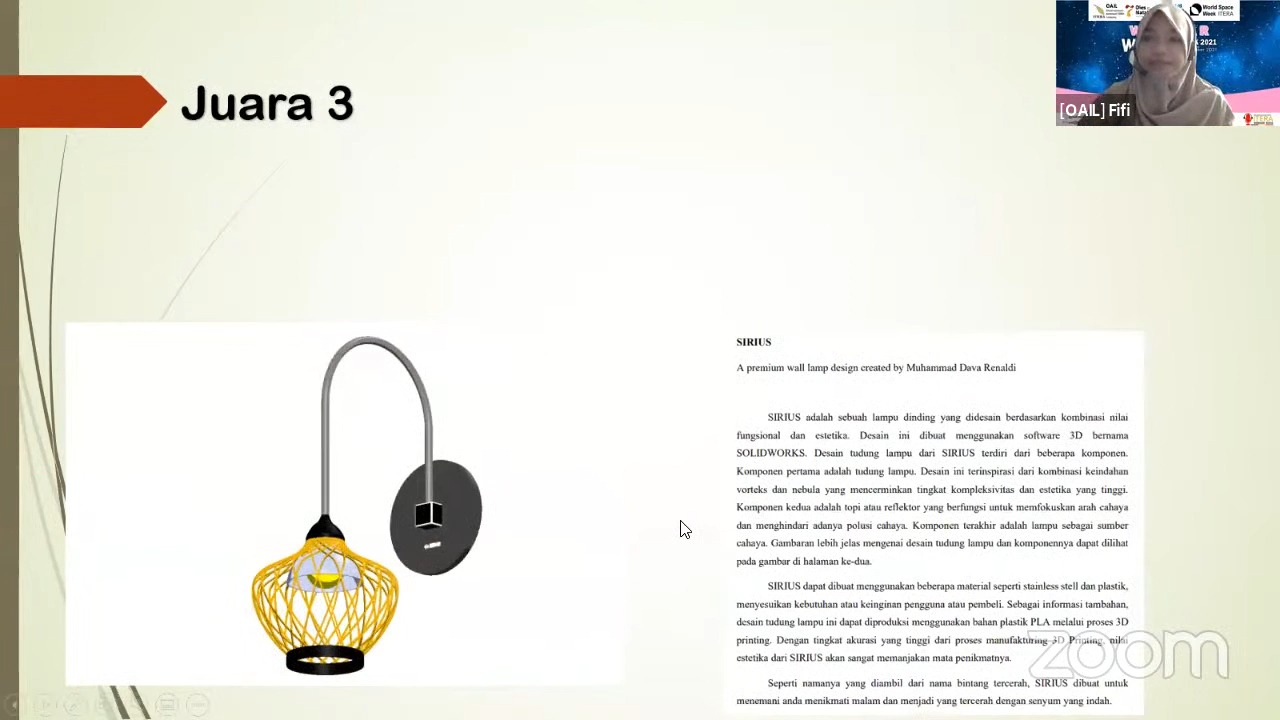 Juara 3
OAIL
World Space
Week ITERA
2021
[OAIL] Fifi
SIRIUS
A premium wall lamp design created by Muhammad Dava Renaldi
SIRIUS adalah sebuah lampu dinding yang didesain berdasarkan kombinasi nilai
fungsional dan estetika. Desain ini dibuat menggunakan software 3D bernama
SOLIDWORKS. Desain tudung lampu dari SIRIUS terdiri dari beberapa komponen.
Komponen pertama adalah tudung lampu. Desain ini terinspirasi dari kombinasi keindahan
vorteks dan nebula yang mencerminkan tingkat kompleksivitas dan estetika yang tinggi.
Komponen kedua adalah topi atau reflektor yang berfungsi untuk memfokuskan arah cahaya
dan menghindari adanya polusi cahaya. Komponen terakhir adalah lampu sebagai sumber
cahaya. Gambaran lebih jelas mengenai desain tudung lampu dan komponennya dapat dilihat
pada gambar di halaman ke-dua.
SIRIUS dapat dibuat menggunakan beberapa material seperti stainless stell dan plastik,
menyesuikan kebutuhan atau keinginan pengguna atau pembeli. Sebagai informasi tambahan,
desain tudung lampu ini dapat diproduksi menggunakan bahan plastik PLA melalui proses 3D
printing. Dengan tingkat akurasi yang tinggi dari proses manufakturing 3D Printing, nilai
estetika dari SIRIUS akan sangat memanjakan mata penikmatnya.
Seperti namanya yang diambil dari nama bintang tercerah, SIRIUS dibuat untuk
menemani anda menikmati malam dan menjadi yang tercerah dengan senyum yang indah.
zoom